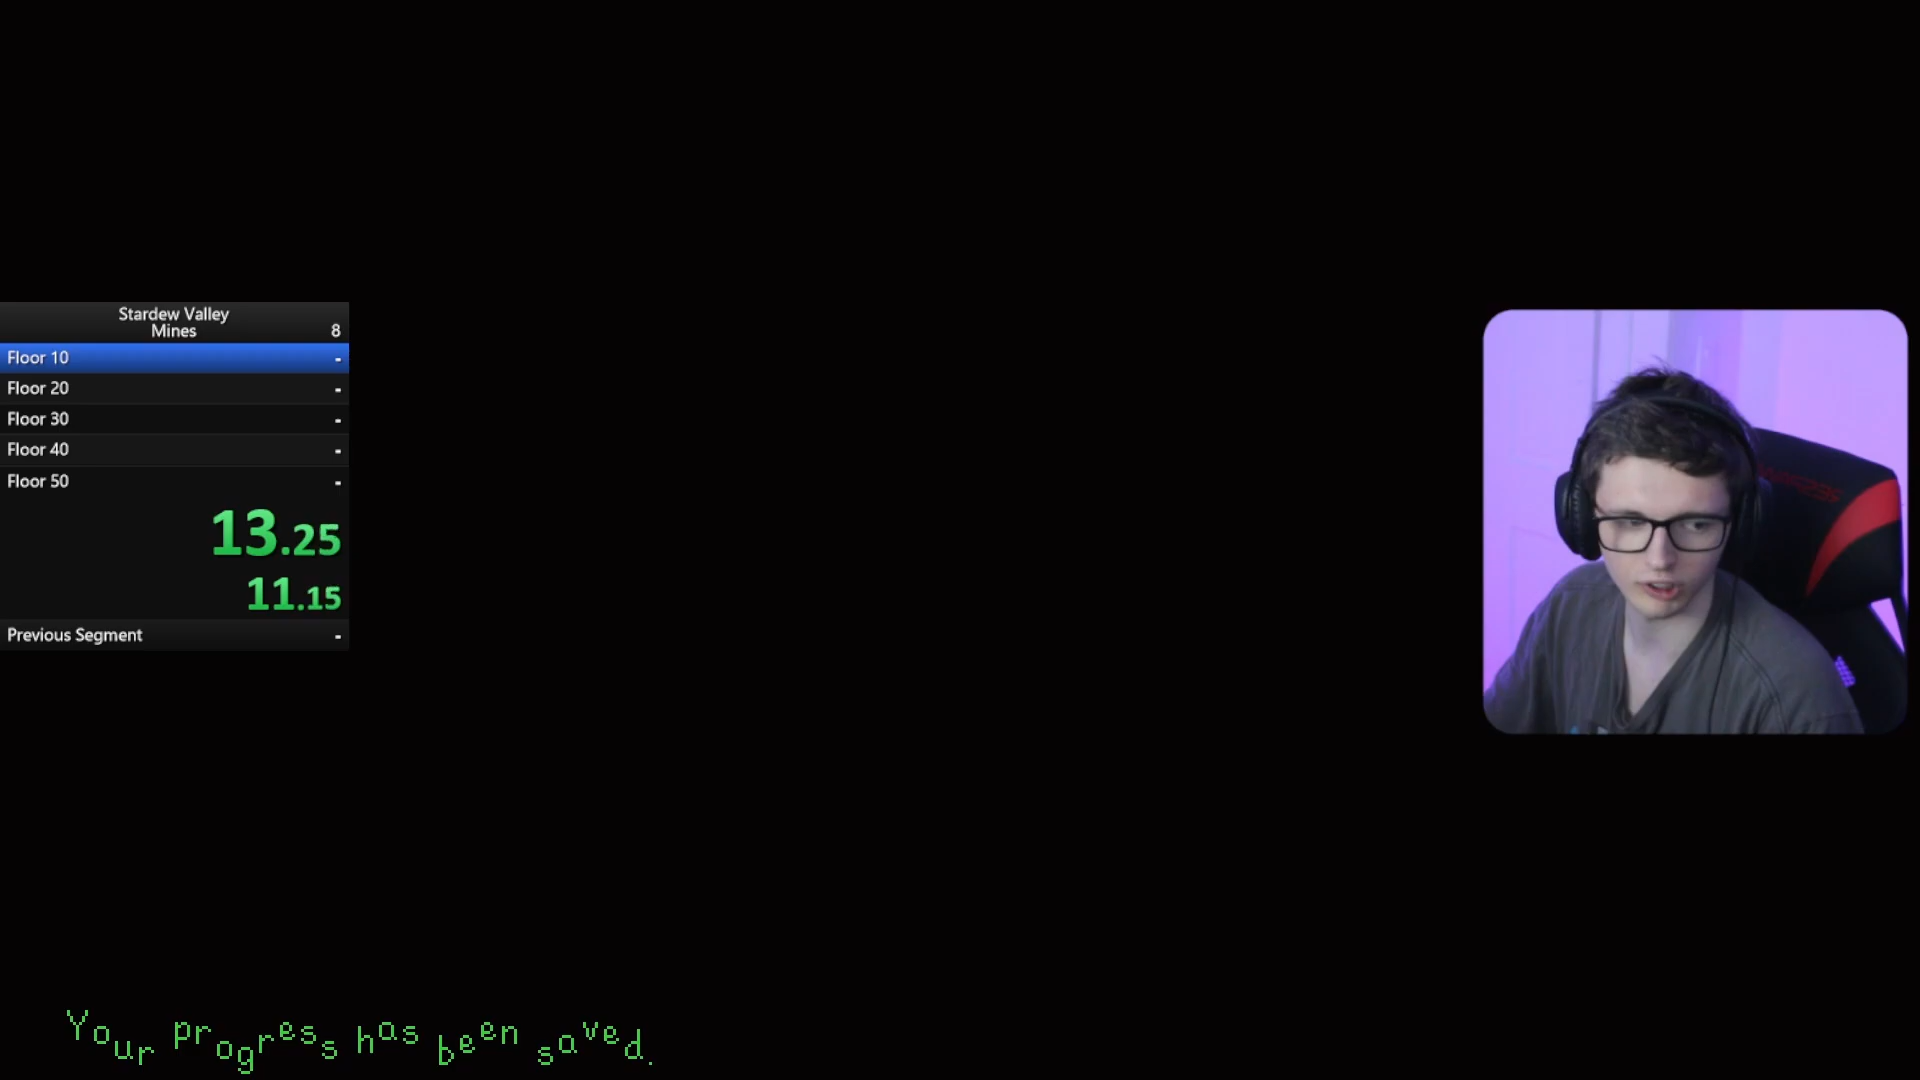 Stardew Valley
Mines 8
Floor 10 -
Floor 20 -
Floor 30 -
Floor 40 -
Floor 50 -
13.25
11.15
Previous Segment -
Your progress has been saved.